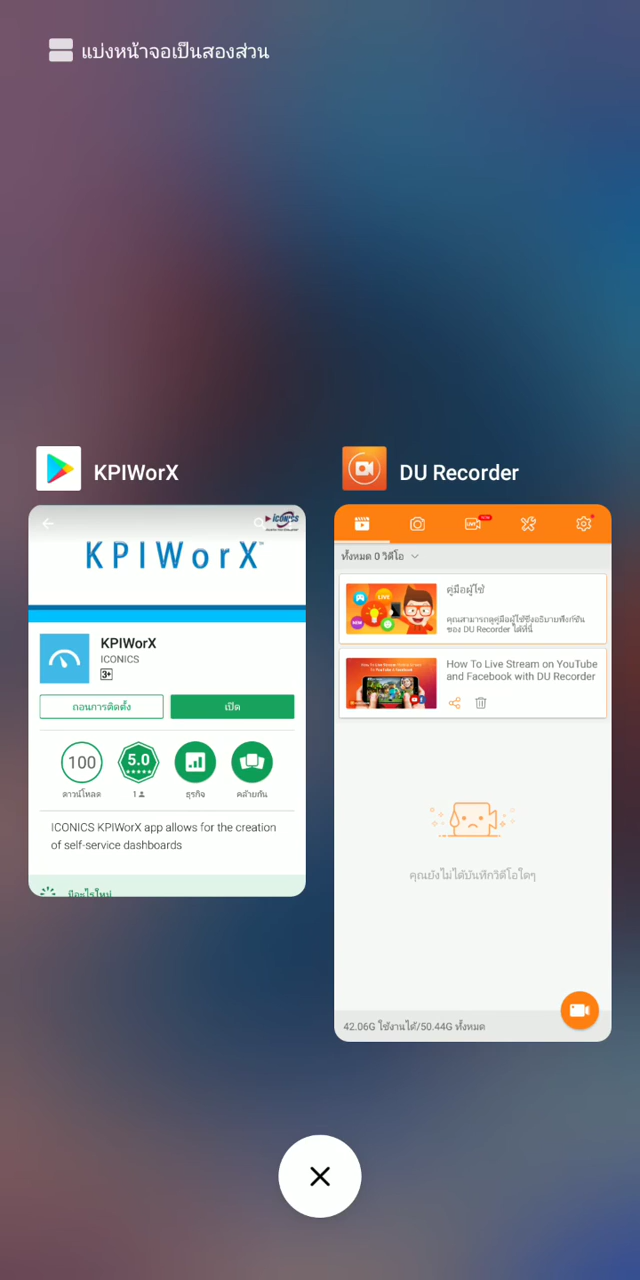 แบ่งหน้าจอเป็นสองส่วน
KPIWorX
ICONICS
KPIWorX™
KPIWorX
ICONICS
3+
ถอนการติดตั้ง
เปิด
100
5.0
ดาวน์โหลด
1
ธุรกิจ
คล้ายกัน
ICONICS KPIWorX app allows for the creation
of self-service dashboards
มีอะไรใหม่
DU Recorder
LIVE
ทั้งหมด 0 วิดีโอ
LIVE
NEW
คู่มือผู้ใช้
คุณสามารถดูคู่มือผู้ใช้ซึ่งอธิบายฟังก์ชัน
ของ DU Recorder ได้ที่นี่
How To Live Stream on YouTube
and Facebook with DU Recorder
คุณยังไม่ได้บันทึกวิดีโอใดๆ
42.06G ใช้งานได้/50.44G ทั้งหมด